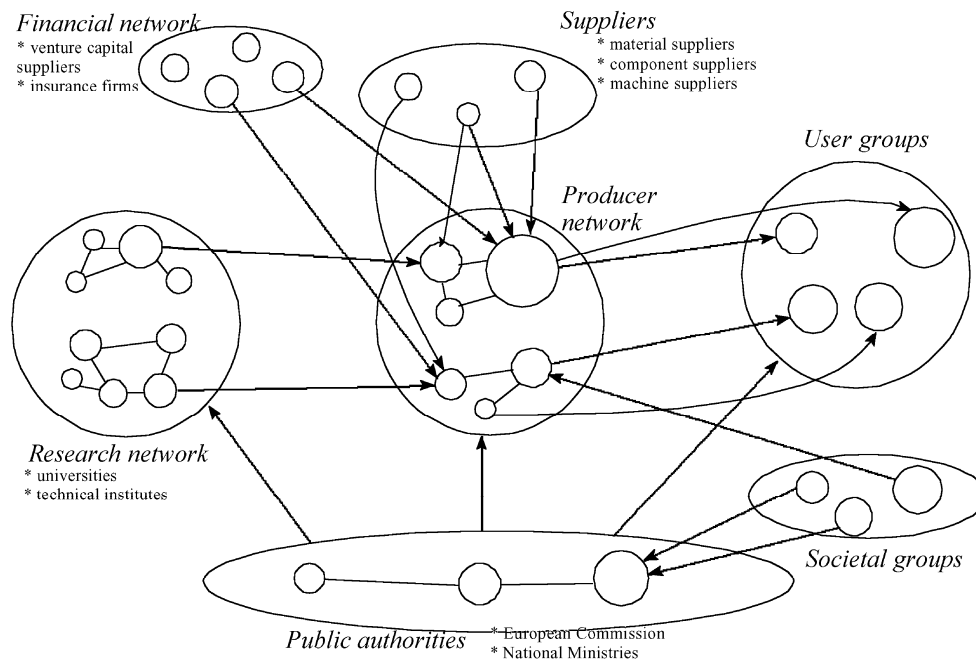 Financial network
* venture capital
suppliers
* insurance firms
Suppliers
* material suppliers
* component suppliers
* machine suppliers
User groups
Producer
network
Research network
* universities
* technical institutes
Societal groups
Public authorities
* European Commission
* National Ministries